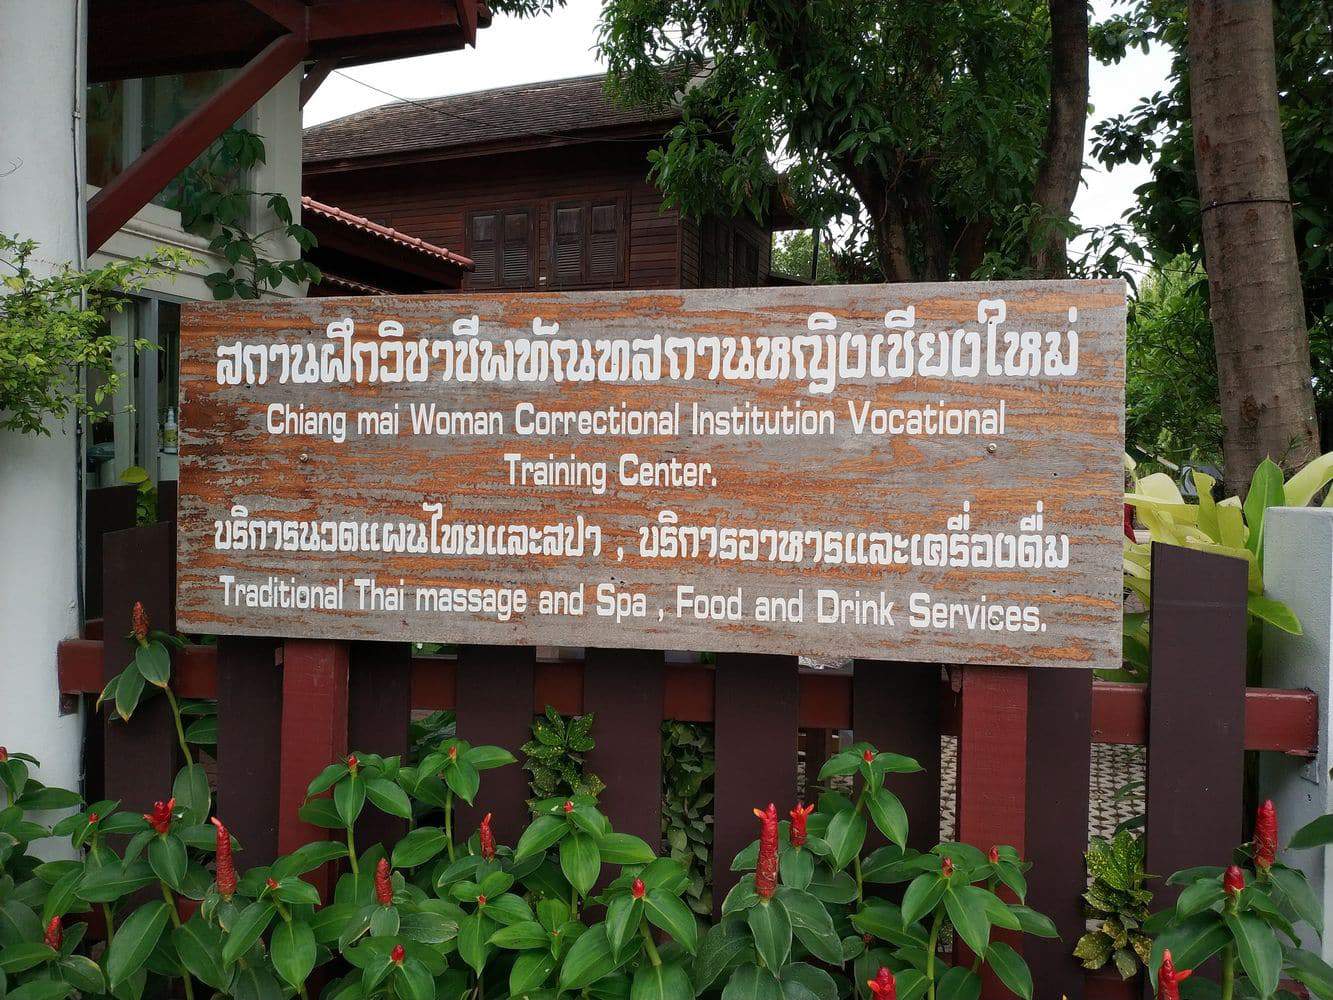 สถานฝึกวิชาชีพทัณฑสถานหญิงเชียงใหม่
Chiang mai Woman Correctional Institution Vocational
Training Center.
บริการนวดแผนไทยและสปา , บริการอาหารและเครื่องดื่ม
Traditional Thai massage and Spa , Food and Drink Services.